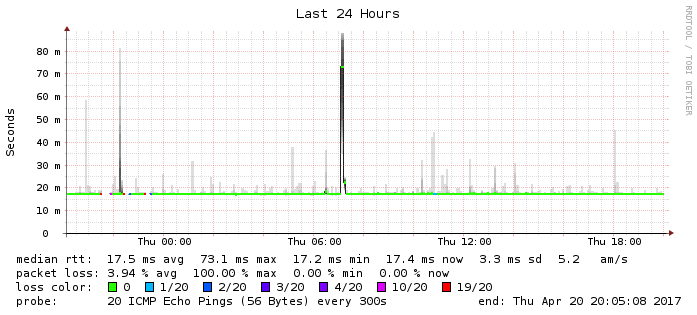 Last 24 Hours
RRDTOOL / TOBI OETIKER
Seconds
80 m
70 m
60 m
50 m
40 m
30 m
20 m
10 m
0
Thu 00:00 Thu 06:00 Thu 12:00 Thu 18:00
median rtt: 17.5 ms avg 73.1 ms max 17.2 ms min 17.4 ms now 3.3 ms sd 5.2 am/s
packet loss: 3.94 % avg 100.00 % max 0.00 % min 0.00 % now
loss color: 0 1/20 2/20 3/20 4/20 10/20 19/20
probe: 20 ICMP Echo Pings (56 Bytes) every 300s end: Thu Apr 20 20:05:08 2017